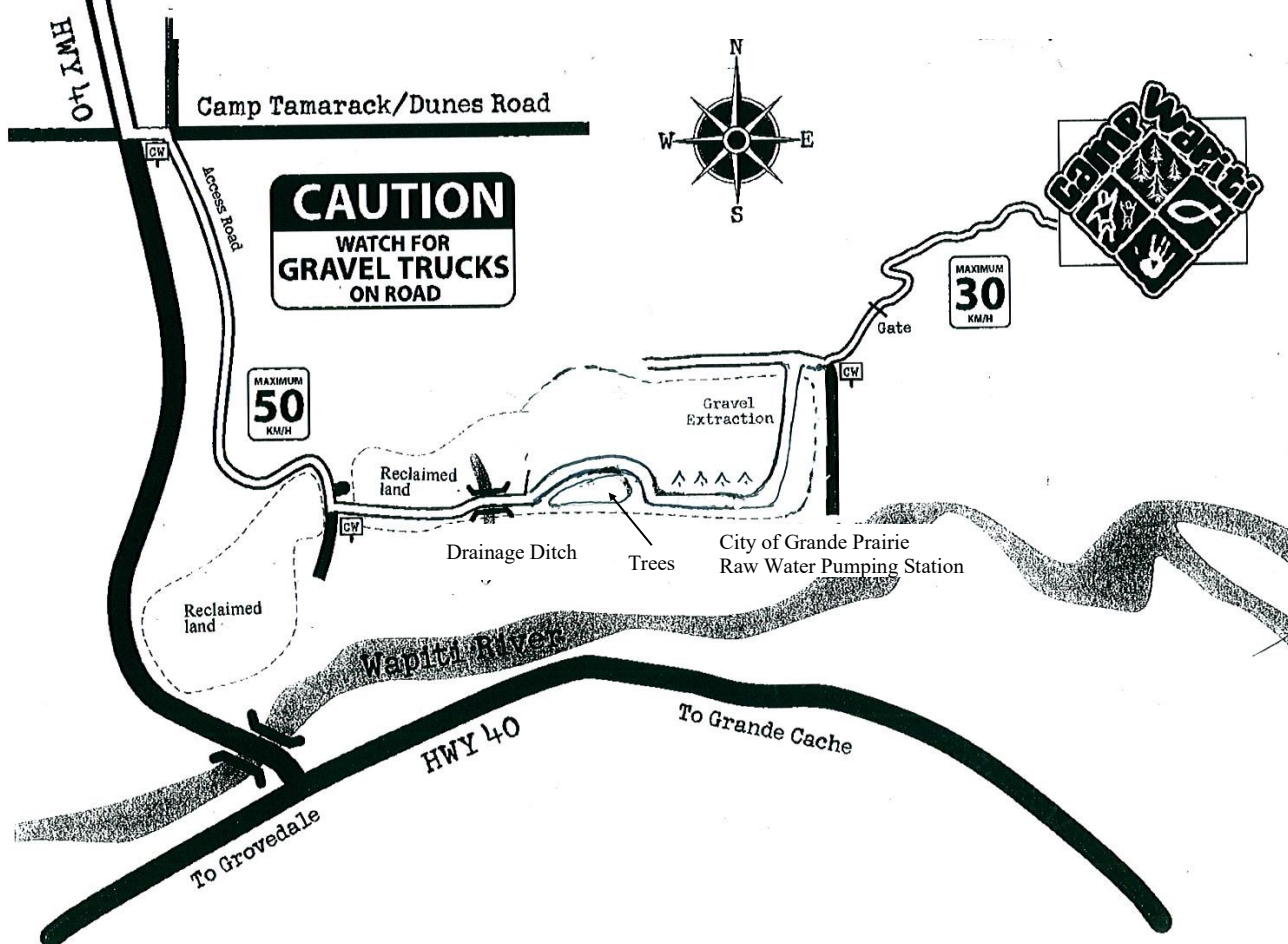 HWY 40
Camp Tamarack/Dunes Road
N
W
E
S
CW
Access Road
CAUTION
WATCH FOR
GRAVEL TRUCKS
ON ROAD
Camp Wapiti
MAXIMUM
30
KM/H
Gate
CW
MAXIMUM
50
KM/H
Gravel
Extraction
Reclaimed
land
CW
Drainage Ditch
Trees
City of Grande Prairie
Raw Water Pumping Station
Reclaimed
land
Wapiti River
HWY 40
To Grande Cache
To Grovedale